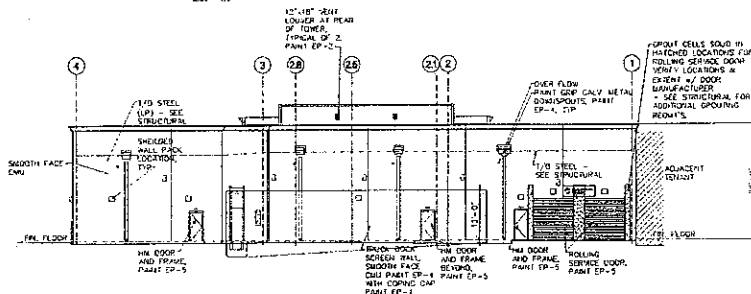 12"x18" VENT
LOUVER AT REAR
OF TOWER,
TYPICAL OF 2,
PAINT EP-2
4
3
2.8
2.5
2.1
2
1
GROUT CELLS SOLID IN
HATCHED LOCATIONS FOR
ROLLING SERVICE DOOR
VERIFY LOCATIONS &
EXTENT W/ DOOR
MANUFACTURER
- SEE STRUCTURAL FOR
ADDITIONAL GROUTING
REQMTS.
OVER FLOW
PAINT GRIP GALV. METAL
DOWNSPOUTS, PAINT
EP-4, TYP
T/O STEEL
(LP) - SEE
STRUCTURAL
SHIELDED
WALL PACK
LOCATION,
TYP.
SMOOTH FACE
CMU
T/O STEEL -
SEE STRUCTURAL
ADJACENT
TENANT
FIN. FLOOR
FIN. FLOOR
HM DOOR
AND FRAME,
PAINT EP-5
TRUCK DOCK
SCREEN WALL,
SMOOTH FACE
CMU PAINT EP-1
WITH COPING CAP
HM DOOR
AND FRAME
BEYOND,
PAINT EP-5
HM DOOR
AND FRAME,
PAINT EP-5
ROLLING
SERVICE DOOR,
PAINT EP-5